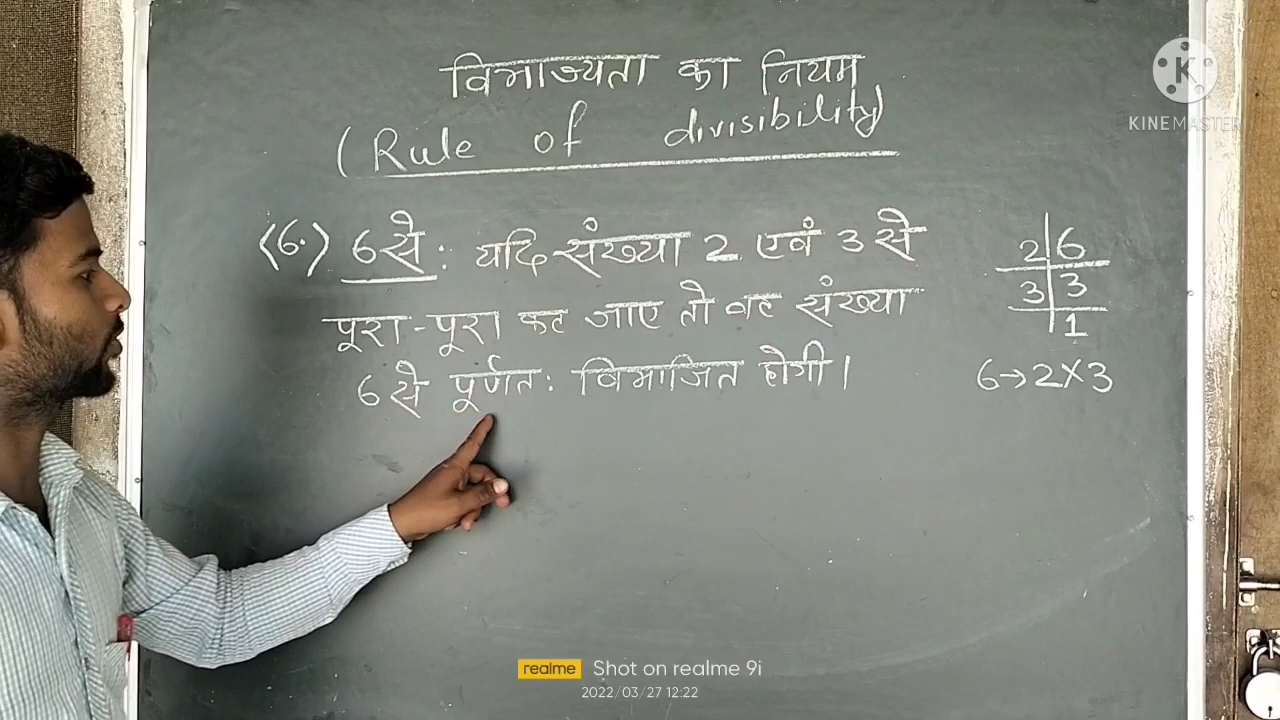 विभाज्यता का नियम
(Rule of divisibility)
(6.) 6 से : यदि संख्या 2 एवं 3 से
पूरा-पूरा कट जाए तो वह संख्या
6 से पूर्णत: विभाजित होगी।
2|6
3|3
1
6→2×3
K
KINEMASTER
realme Shot on realme 9i
2022/03/27 12:22